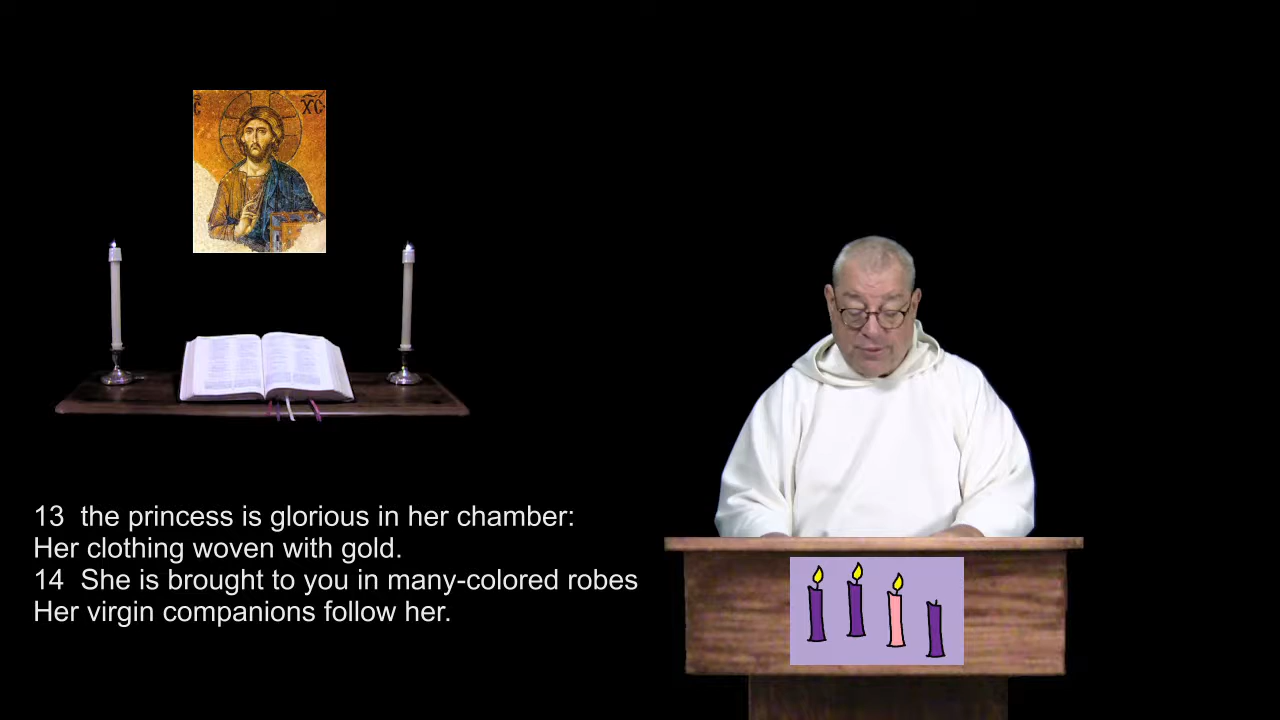 XC
13 the princess is glorious in her chamber:
Her clothing woven with gold.
14 She is brought to you in many-colored robes
Her virgin companions follow her.